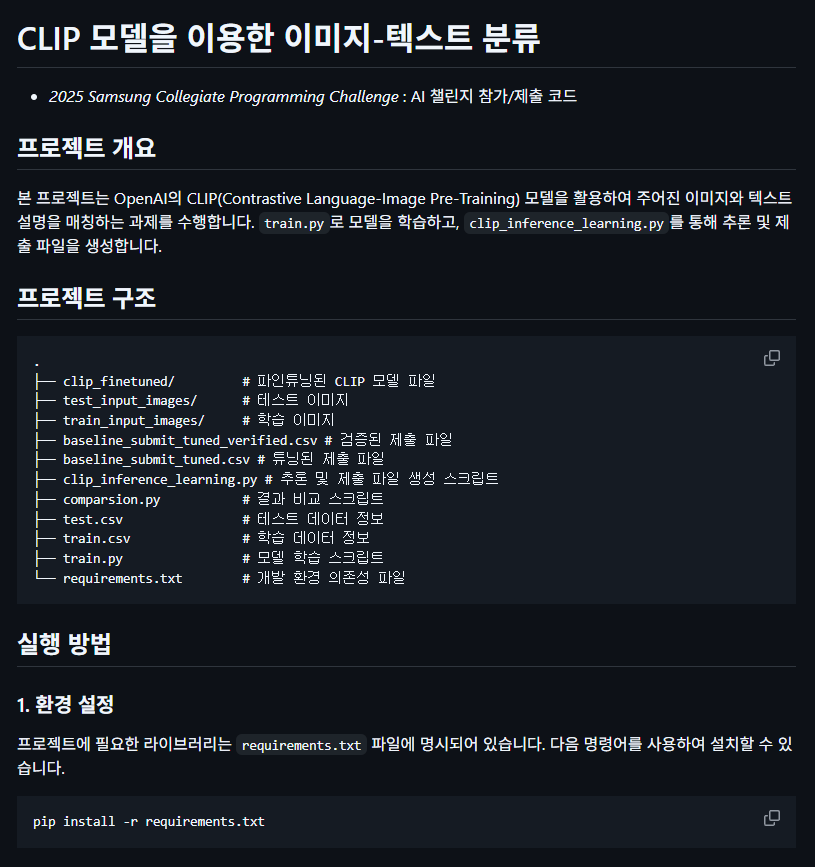 CLIP 모델을 이용한 이미지-텍스트 분류
• 2025 Samsung Collegiate Programming Challenge : AI 챌린지 참가/제출 코드
프로젝트 개요
본 프로젝트는 OpenAI의 CLIP(Contrastive Language-Image Pre-Training) 모델을 활용하여 주어진 이미지와 텍스트
설명을 매칭하는 과제를 수행합니다. train.py로 모델을 학습하고, clip_inference_learning.py를 통해 추론 및 제
출 파일을 생성합니다.
프로젝트 구조
.
├── clip_finetuned/         # 파인튜닝된 CLIP 모델 파일
├── test_input_images/      # 테스트 이미지
├── train_input_images/     # 학습 이미지
├── baseline_submit_tuned_verified.csv # 검증된 제출 파일
├── baseline_submit_tuned.csv # 튜닝된 제출 파일
├── clip_inference_learning.py # 추론 및 제출 파일 생성 스크립트
├── comparsion.py           # 결과 비교 스크립트
├── test.csv                # 테스트 데이터 정보
├── train.csv               # 학습 데이터 정보
├── train.py                # 모델 학습 스크립트
└── requirements.txt        # 개발 환경 의존성 파일
실행 방법
1. 환경 설정
프로젝트에 필요한 라이브러리는 requirements.txt 파일에 명시되어 있습니다. 다음 명령어를 사용하여 설치할 수 있
습니다.
pip install -r requirements.txt